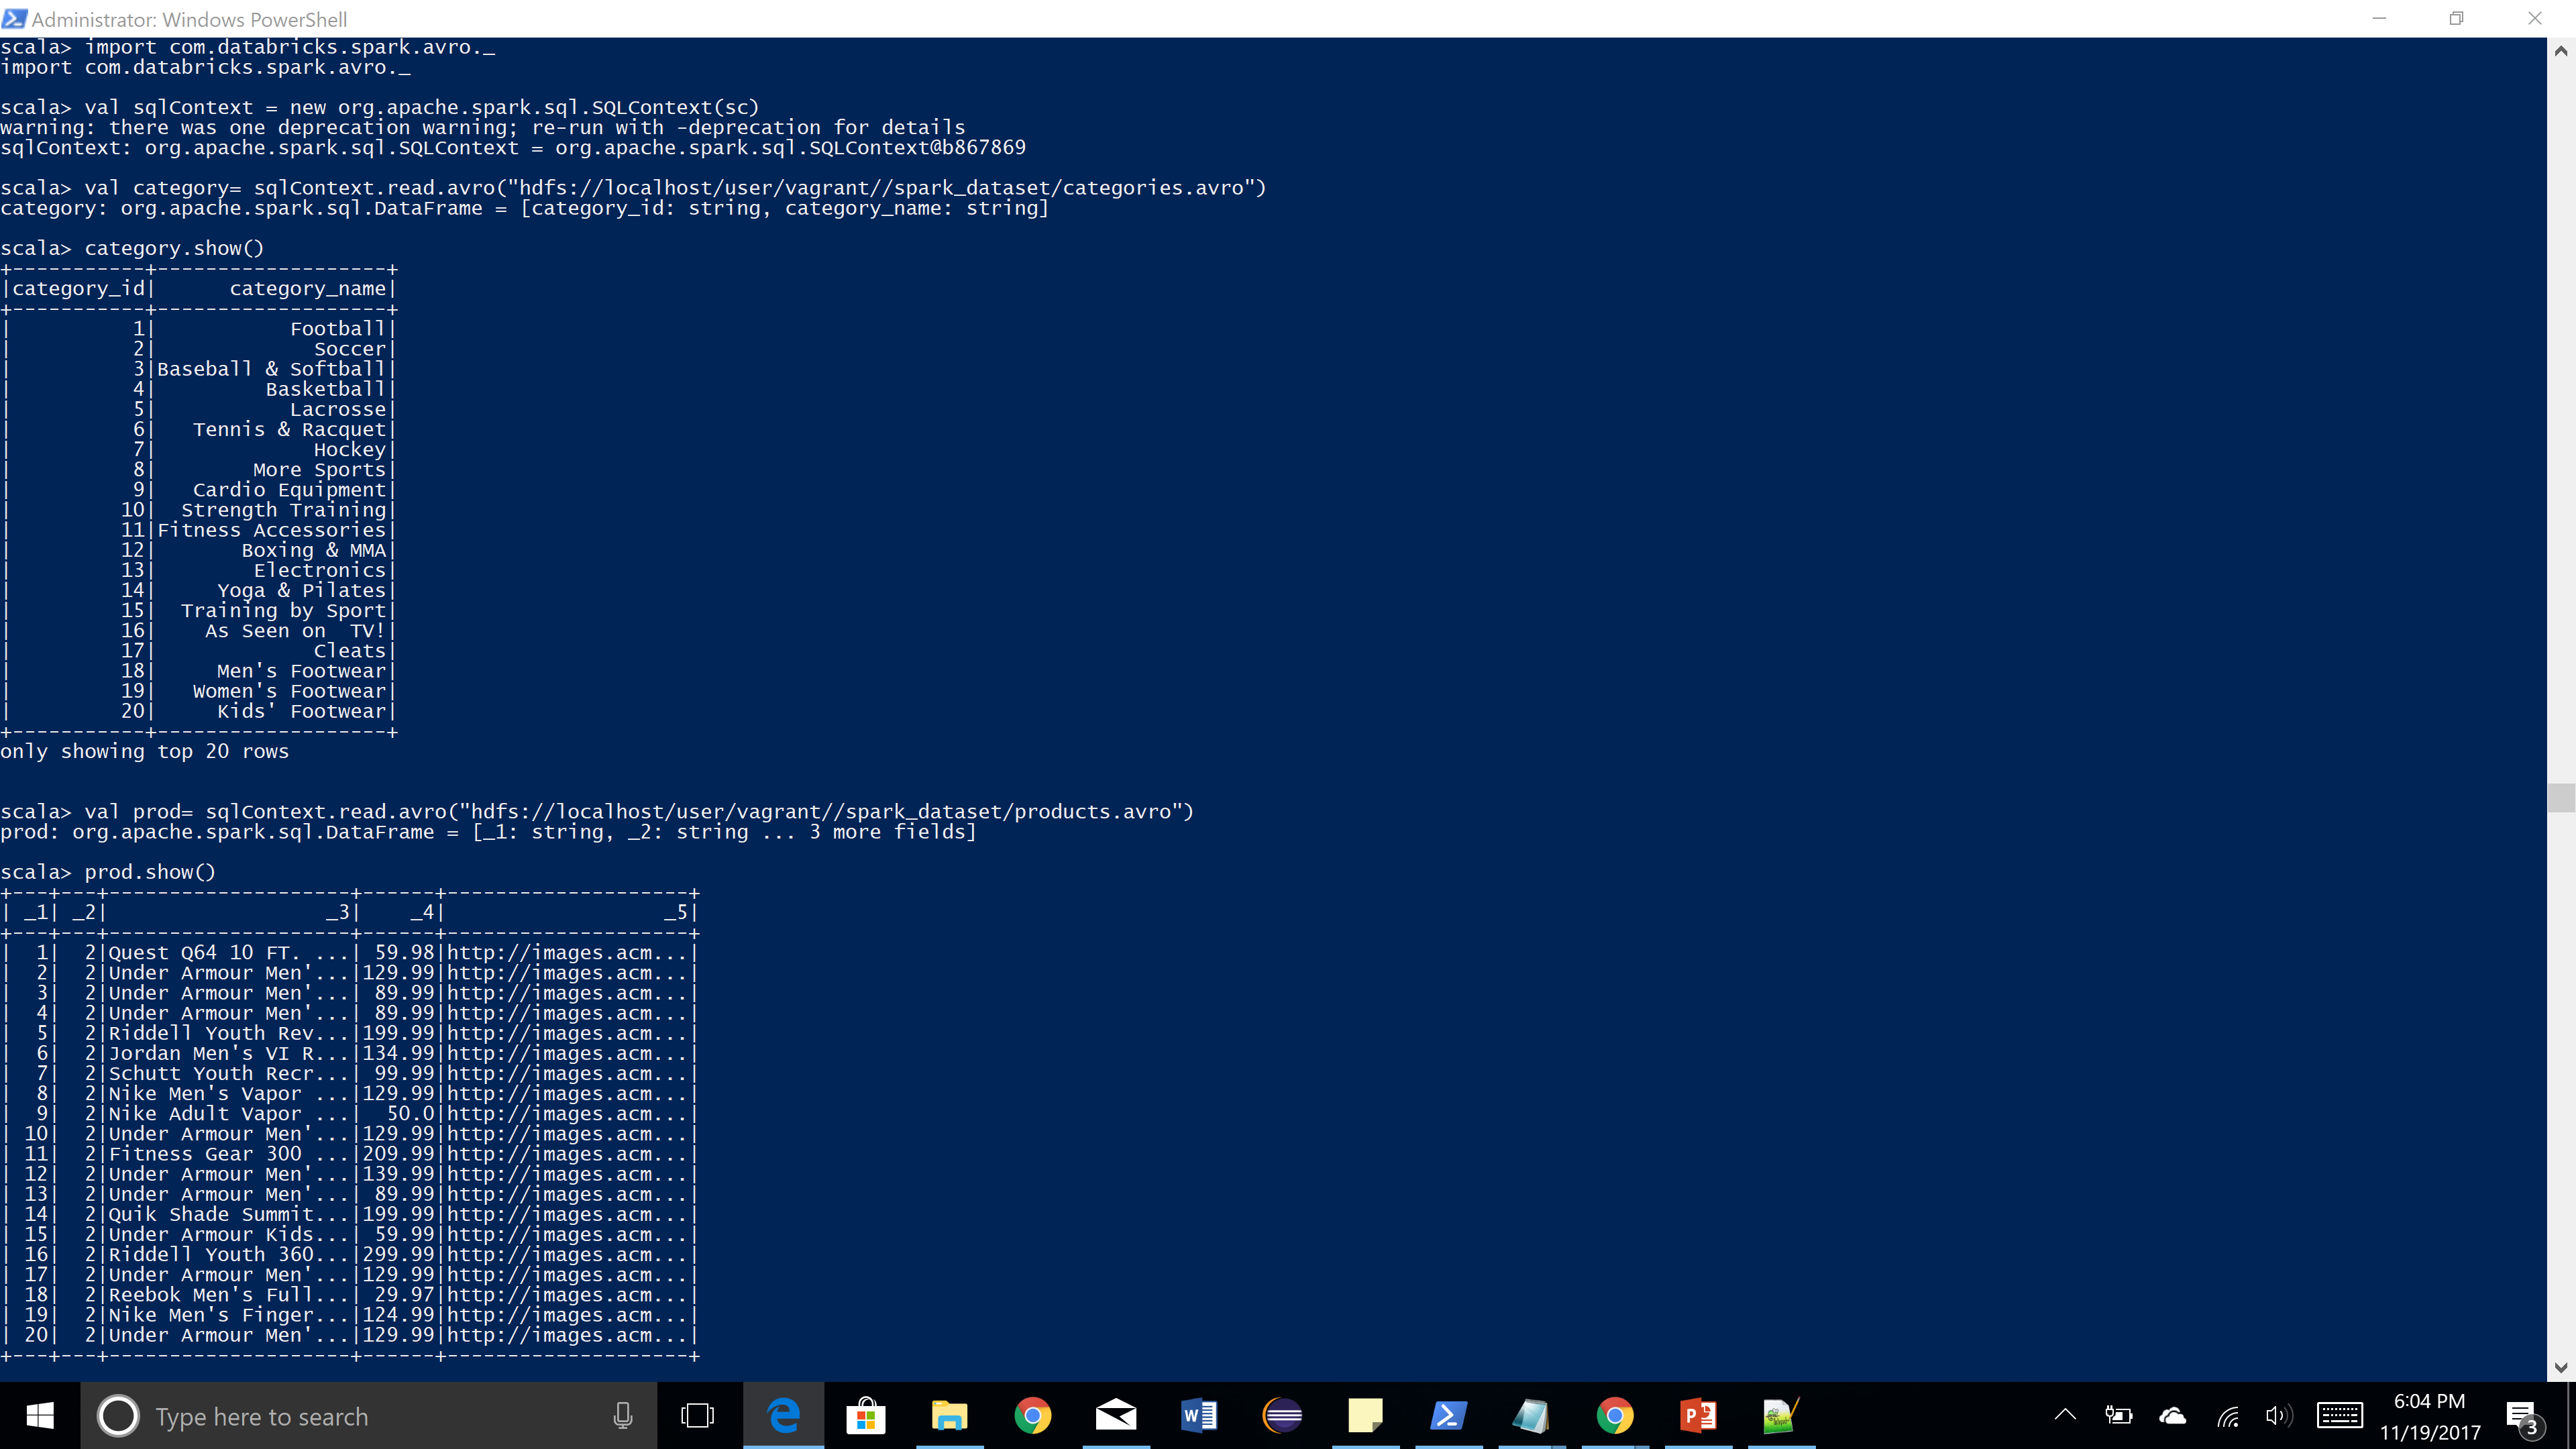 Administrator: Windows PowerShell
scala> import com.databricks.spark.avro._
import com.databricks.spark.avro._
scala> val sqlContext = new org.apache.spark.sql.SQLContext(sc)
warning: there was one deprecation warning; re-run with -deprecation for details
sqlContext: org.apache.spark.sql.SQLContext = org.apache.spark.sql.SQLContext@b867869
scala> val category= sqlContext.read.avro("hdfs://localhost/user/vagrant//spark_dataset/categories.avro")
category: org.apache.spark.sql.DataFrame = [category_id: string, category_name: string]
scala> category.show()
+-----------+-------------------+
|category_id|      category_name|
+-----------+-------------------+
|          1|           Football|
|          2|             Soccer|
|          3|Baseball & Softball|
|          4|         Basketball|
|          5|           Lacrosse|
|          6|   Tennis & Racquet|
|          7|             Hockey|
|          8|        More Sports|
|          9|   Cardio Equipment|
|         10|  Strength Training|
|         11|Fitness Accessories|
|         12|       Boxing & MMA|
|         13|        Electronics|
|         14|     Yoga & Pilates|
|         15|  Training by Sport|
|         16|    As Seen on  TV!|
|         17|             Cleats|
|         18|     Men's Footwear|
|         19|   Women's Footwear|
|         20|     Kids' Footwear|
+-----------+-------------------+
only showing top 20 rows
scala> val prod= sqlContext.read.avro("hdfs://localhost/user/vagrant//spark_dataset/products.avro")
prod: org.apache.spark.sql.DataFrame = [_1: string, _2: string ... 3 more fields]
scala> prod.show()
+---+---+--------------------+------+--------------------+
| _1| _2|                  _3|    _4|                  _5|
+---+---+--------------------+------+--------------------+
|  1|  2|Quest Q64 10 FT. ...| 59.98|http://images.acm...|
|  2|  2|Under Armour Men'...|129.99|http://images.acm...|
|  3|  2|Under Armour Men'...| 89.99|http://images.acm...|
|  4|  2|Under Armour Men'...| 89.99|http://images.acm...|
|  5|  2|Riddell Youth Rev...|199.99|http://images.acm...|
|  6|  2|Jordan Men's VI R...|134.99|http://images.acm...|
|  7|  2|Schutt Youth Recr...| 99.99|http://images.acm...|
|  8|  2|Nike Men's Vapor ...|129.99|http://images.acm...|
|  9|  2|Nike Adult Vapor ...|  50.0|http://images.acm...|
| 10|  2|Under Armour Men'...|129.99|http://images.acm...|
| 11|  2|Fitness Gear 300 ...|209.99|http://images.acm...|
| 12|  2|Under Armour Men'...|139.99|http://images.acm...|
| 13|  2|Under Armour Men'...| 89.99|http://images.acm...|
| 14|  2|Quik Shade Summit...|199.99|http://images.acm...|
| 15|  2|Under Armour Kids...| 59.99|http://images.acm...|
| 16|  2|Riddell Youth 360...|299.99|http://images.acm...|
| 17|  2|Under Armour Men'...|129.99|http://images.acm...|
| 18|  2|Reebok Men's Full...| 29.97|http://images.acm...|
| 19|  2|Nike Men's Finger...|124.99|http://images.acm...|
| 20|  2|Under Armour Men'...|129.99|http://images.acm...|
+---+---+--------------------+------+--------------------+
Type here to search
6:04 PM
11/19/2017
3